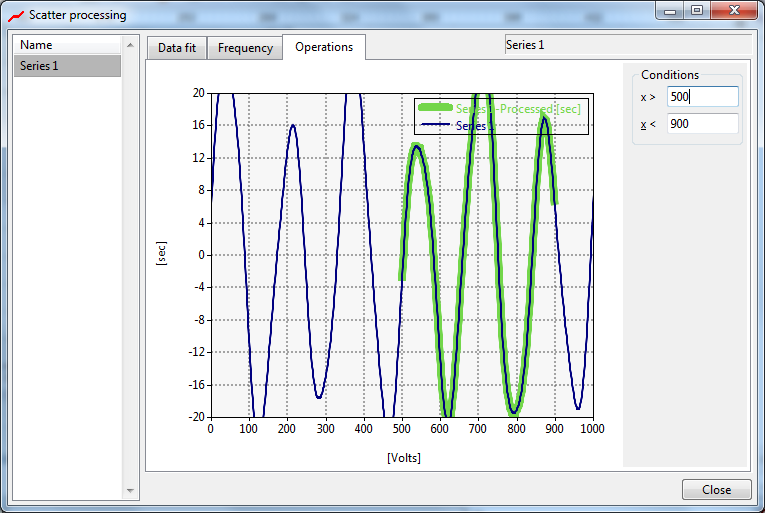 Scatter processing
Name
Series 1
Data fit
Frequency
Operations
Series 1
Conditions
x > 500
x < 900
Series 1-Processed [sec]
Series 1
20
16
12
8
4
0
-4
-8
-12
-16
-20
[sec]
0 100 200 300 400 500 600 700 800 900 1000
[Volts]
Close